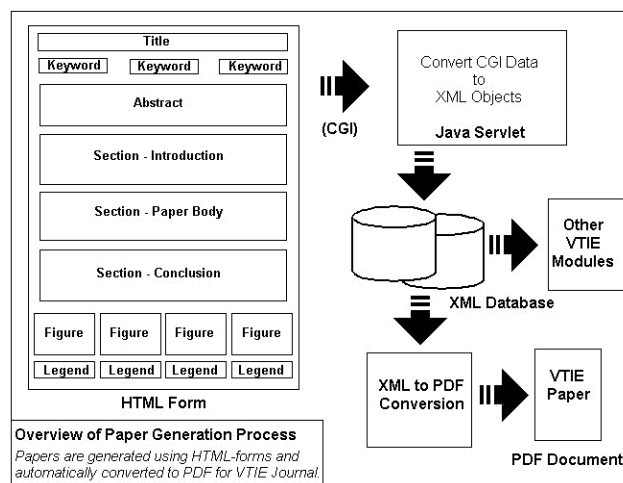 Title
Keyword Keyword Keyword
Abstract
Section - Introduction
Section - Paper Body
Section - Conclusion
Figure Figure Figure Figure
Legend Legend Legend Legend
HTML Form
(CGI)
Convert CGI Data
to
XML Objects
Java Servlet
XML Database
Other
VTIE
Modules
XML to PDF
Conversion
VTIE
Paper
PDF Document
Overview of Paper Generation Process
Papers are generated using HTML-forms and
automatically converted to PDF for VTIE Journal.